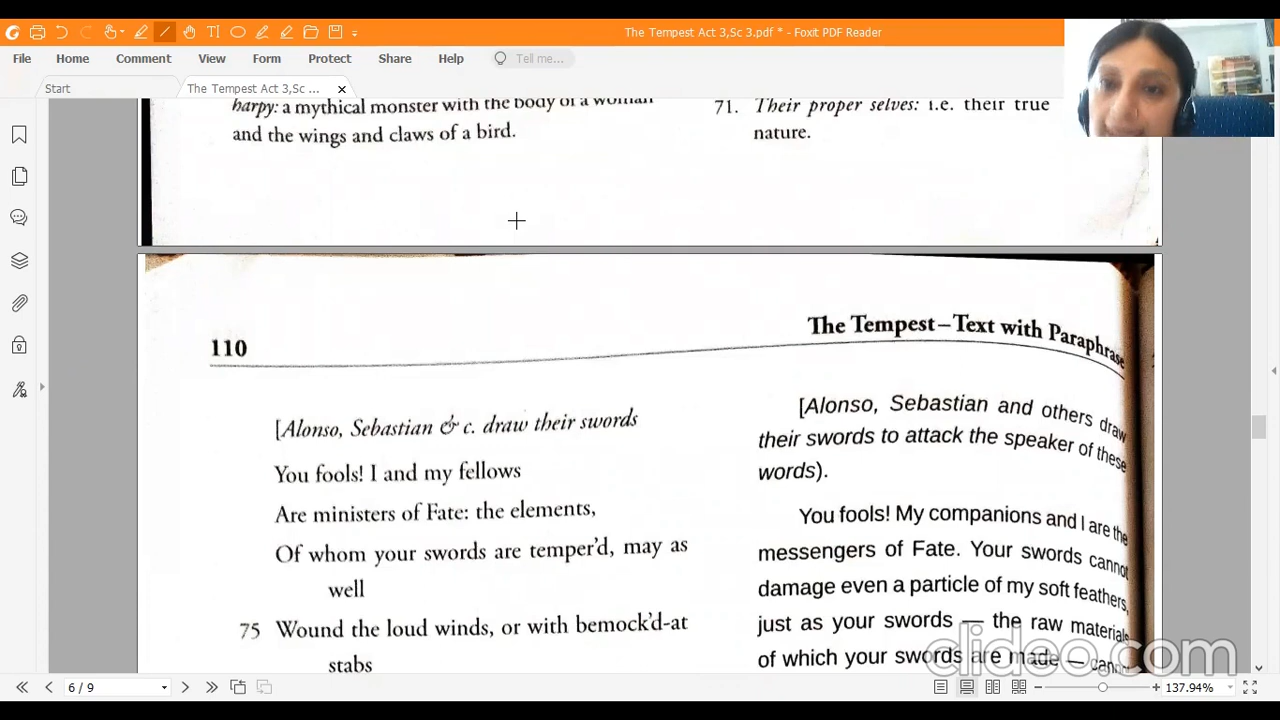 The Tempest Act 3,Sc 3.pdf * - Foxit PDF Reader
File Home Comment View Form Protect Share Help Tell me...
Start The Tempest Act 3,Sc ...
harpy: a mythical monster with the body of a woman
and the wings and claws of a bird.
71. Their proper selves: i.e. their true
nature.
110
The Tempest–Text with Paraphrase
[Alonso, Sebastian & c. draw their swords
You fools! I and my fellows
Are ministers of Fate: the elements,
Of whom your swords are temper'd, may as
well
75 Wound the loud winds, or with bemock'd-at
stabs
[Alonso, Sebastian and others draw
their swords to attack the speaker of these
words).
You fools! My companions and I are the
messengers of Fate. Your swords cannot
damage even a particle of my soft feathers,
just as your swords — the raw materials
of which your swords are made —
clideo.com
6 / 9
137.94%